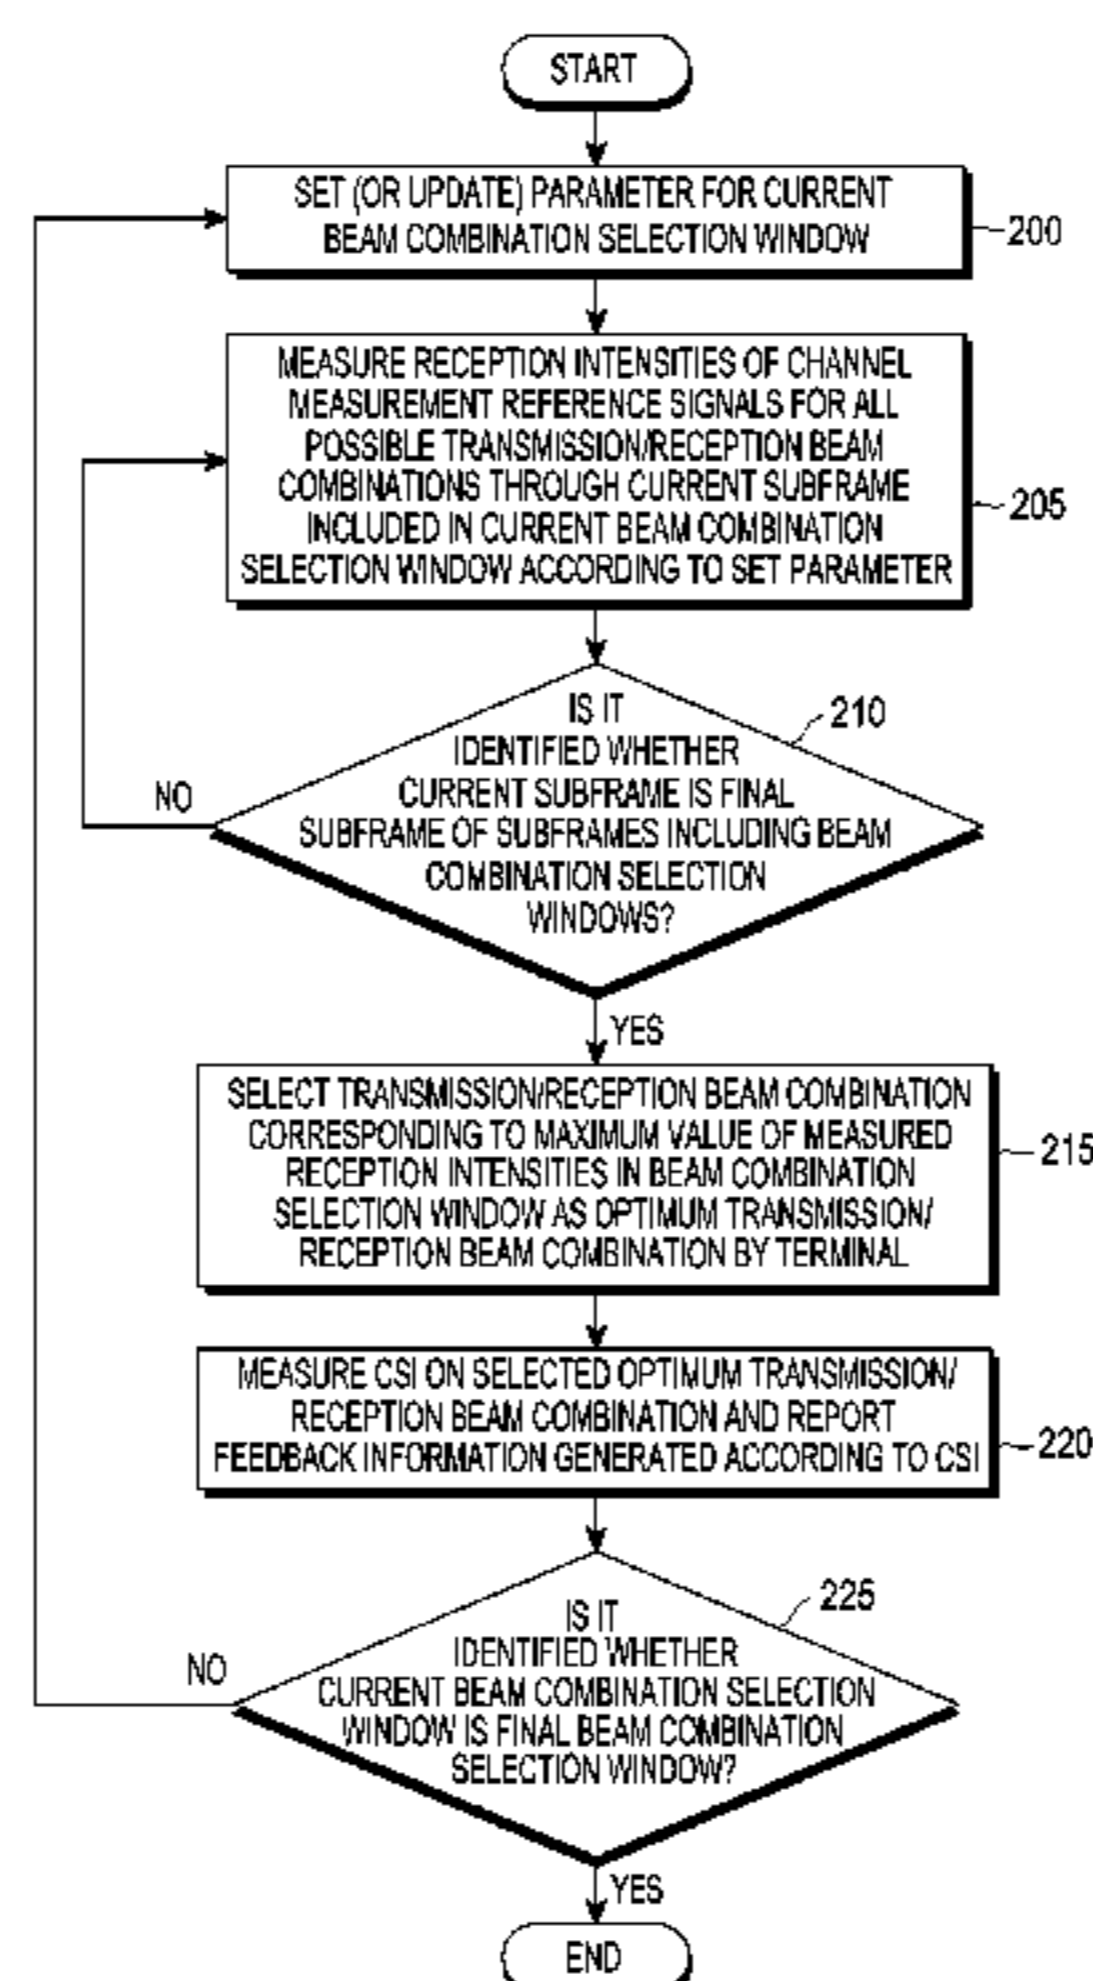 START
SET (OR UPDATE) PARAMETER FOR CURRENT
BEAM COMBINATION SELECTION WINDOW
200
MEASURE RECEPTION INTENSITIES OF CHANNEL
MEASUREMENT REFERENCE SIGNALS FOR ALL
POSSIBLE TRANSMISSION/RECEPTION BEAM
COMBINATIONS THROUGH CURRENT SUBFRAME
INCLUDED IN CURRENT BEAM COMBINATION
SELECTION WINDOW ACCORDING TO SET PARAMETER
205
IS IT
IDENTIFIED WHETHER
CURRENT SUBFRAME IS FINAL
SUBFRAME OF SUBFRAMES INCLUDING BEAM
COMBINATION SELECTION
WINDOWS?
210
NO
YES
SELECT TRANSMISSION/RECEPTION BEAM COMBINATION
CORRESPONDING TO MAXIMUM VALUE OF MEASURED
RECEPTION INTENSITIES IN BEAM COMBINATION
SELECTION WINDOW AS OPTIMUM TRANSMISSION/
RECEPTION BEAM COMBINATION BY TERMINAL
215
MEASURE CSI ON SELECTED OPTIMUM TRANSMISSION/
RECEPTION BEAM COMBINATION AND REPORT
FEEDBACK INFORMATION GENERATED ACCORDING TO CSI
220
IS IT
IDENTIFIED WHETHER
CURRENT BEAM COMBINATION SELECTION
WINDOW IS FINAL BEAM COMBINATION
SELECTION WINDOW?
225
NO
YES
END